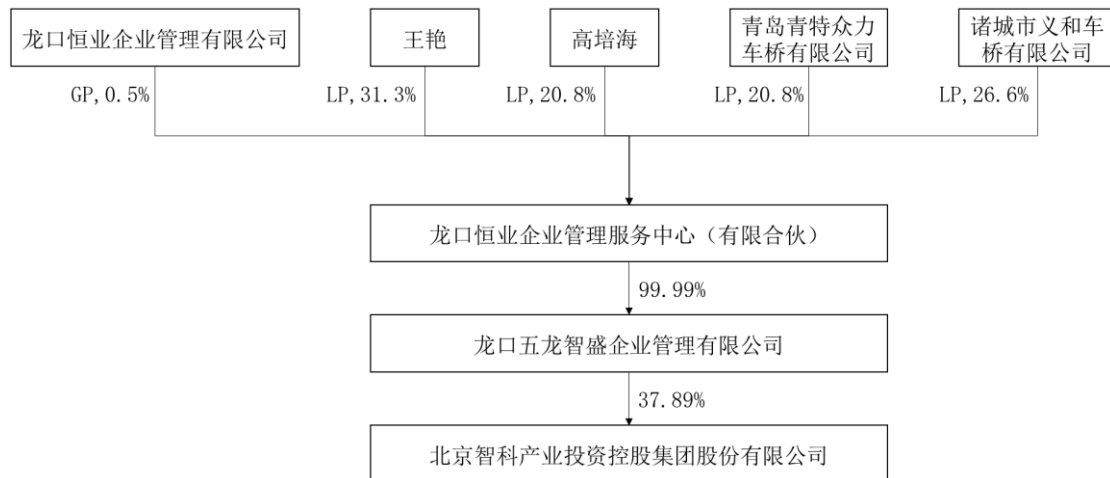 龙口恒业企业管理有限公司
王艳
高培海
青岛青特众力
车桥有限公司
诸城市义和车
桥有限公司
GP,0.5%
LP,31.3%
LP,20.8%
LP,20.8%
LP,26.6%
龙口恒业企业管理服务中心（有限合伙）
99.99%
龙口五龙智盛企业管理有限公司
37.89%
北京智科产业投资控股集团股份有限公司